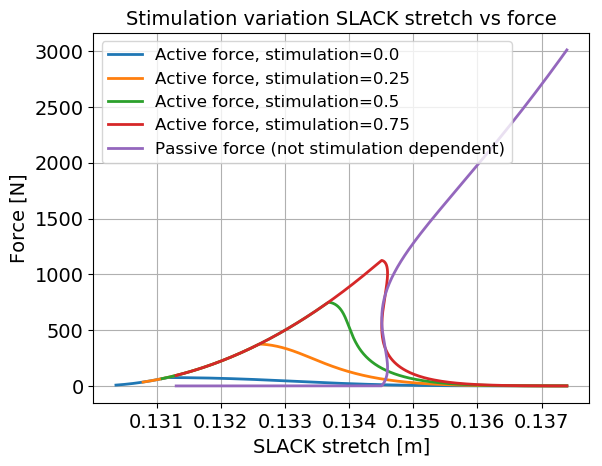 Stimulation variation SLACK stretch vs force
Active force, stimulation=0.0
Active force, stimulation=0.25
Active force, stimulation=0.5
Active force, stimulation=0.75
Passive force (not stimulation dependent)
Force [N]
3000
2500
2000
1500
1000
500
0
0.131 0.132 0.133 0.134 0.135 0.136 0.137
SLACK stretch [m]